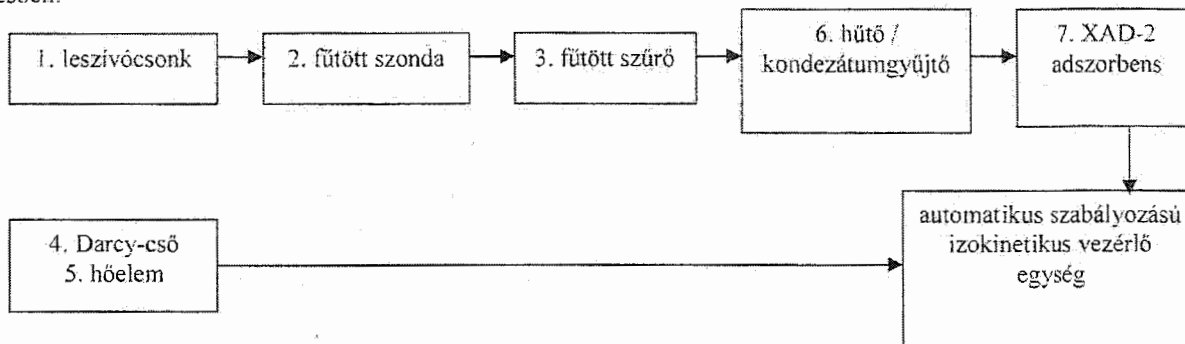 1. leszívócsonk
2. fűtött szonda
3. fűtött szűrő
6. hűtő /
kondezátumgyűjtő
7. XAD-2
adszorbens
4. Darcy-cső
5. hőelem
automatikus szabályozású
izokinetikus vezérlő
egység